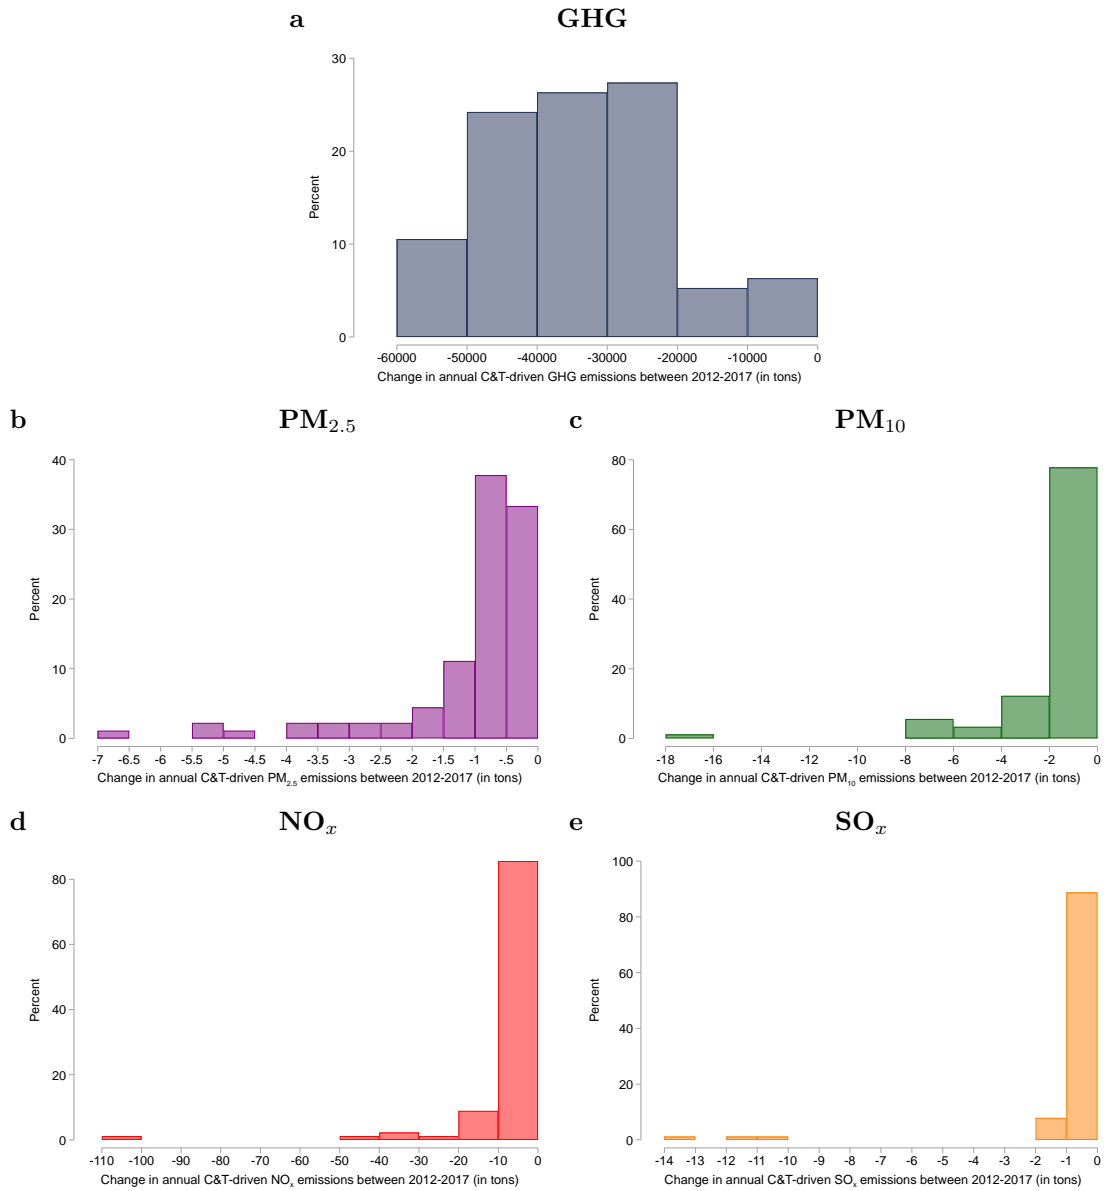 a GHG
30
20
10
0
Percent
-60000 -50000 -40000 -30000 -20000 -10000 0
Change in annual C&T-driven GHG emissions between 2012-2017 (in tons)
b PM2.5
40
30
20
10
0
Percent
-7 -6.5 -6 -5.5 -5 -4.5 -4 -3.5 -3 -2.5 -2 -1.5 -1 -.5 0
Change in annual C&T-driven PM2.5 emissions between 2012-2017 (in tons)
c PM10
80
60
40
20
0
Percent
-18 -16 -14 -12 -10 -8 -6 -4 -2 0
Change in annual C&T-driven PM10 emissions between 2012-2017 (in tons)
d NOx
80
60
40
20
0
Percent
-110 -100 -90 -80 -70 -60 -50 -40 -30 -20 -10 0
Change in annual C&T-driven NOx emissions between 2012-2017 (in tons)
e SOx
100
80
60
40
20
0
Percent
-14 -13 -12 -11 -10 -9 -8 -7 -6 -5 -4 -3 -2 -1 0
Change in annual C&T-driven SOx emissions between 2012-2017 (in tons)